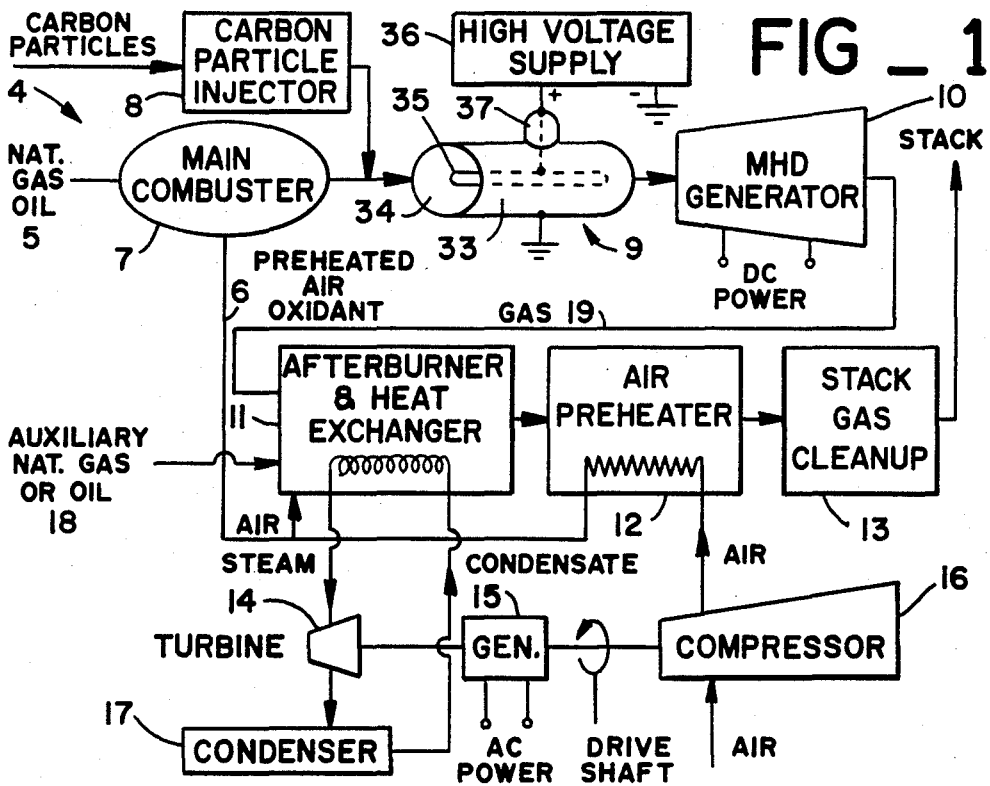 FIG _ 1
CARBON
PARTICLES
4
CARBON
PARTICLE
INJECTOR
8
36
HIGH VOLTAGE
SUPPLY
+
-
35
37
10
STACK
NAT.
GAS
OIL
5
MAIN
COMBUSTER
7
34
33
9
MHD
GENERATOR
DC
POWER
6
PREHEATED
AIR
OXIDANT
GAS 19
AFTERBURNER
& HEAT
EXCHANGER
11
AIR
PREHEATER
12
STACK
GAS
CLEANUP
13
AUXILIARY
NAT. GAS
OR OIL
18
AIR
STEAM
CONDENSATE
AIR
14
TURBINE
15
GEN.
16
COMPRESSOR
17
CONDENSER
AC
POWER
DRIVE
SHAFT
AIR